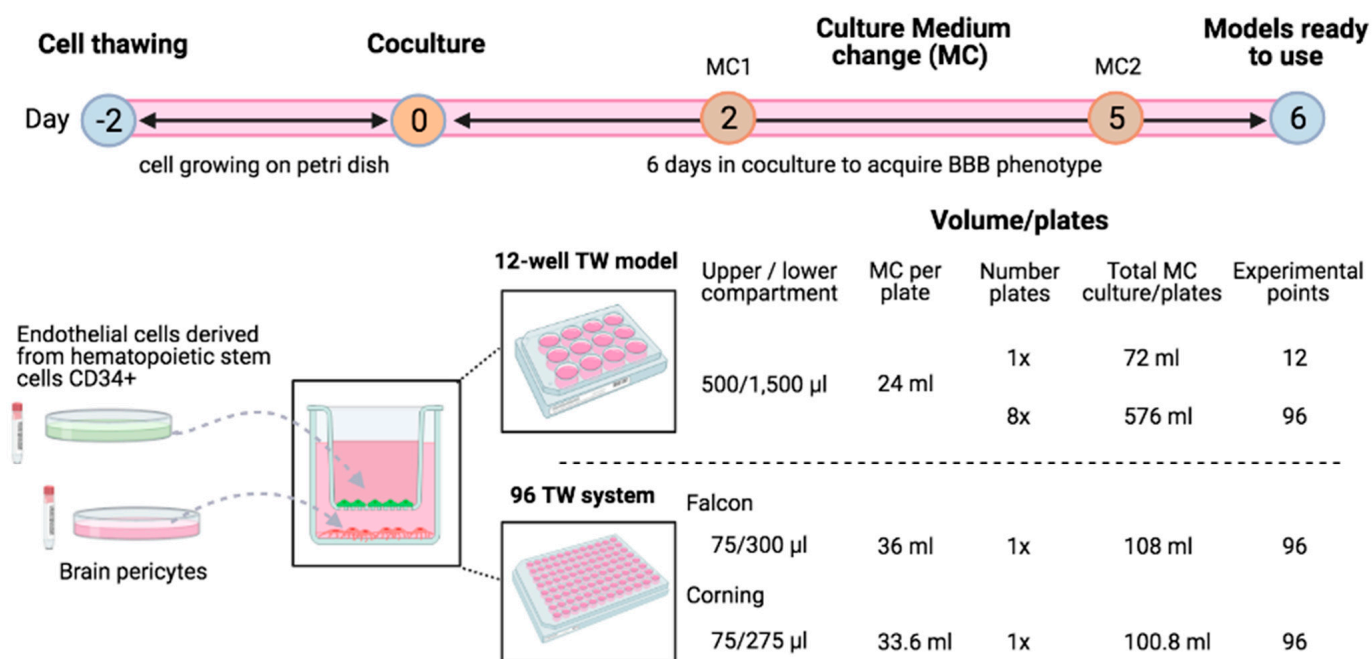 Cell thawing
Coculture
Culture Medium
change (MC)
Models ready
to use
MC1
MC2
Day
-2
0
2
5
6
cell growing on petri dish
6 days in coculture to acquire BBB phenotype
Volume/plates
12-well TW model
Upper / lower
compartment
MC per
plate
Number
plates
Total MC
culture/plates
Experimental
points
Endothelial cells derived
from hematopoietic stem
cells CD34+
500/1,500 µl
24 ml
1x
72 ml
12
8x
576 ml
96
96 TW system
Falcon
75/300 µl
36 ml
1x
108 ml
96
Brain pericytes
Corning
75/275 µl
33.6 ml
1x
100.8 ml
96